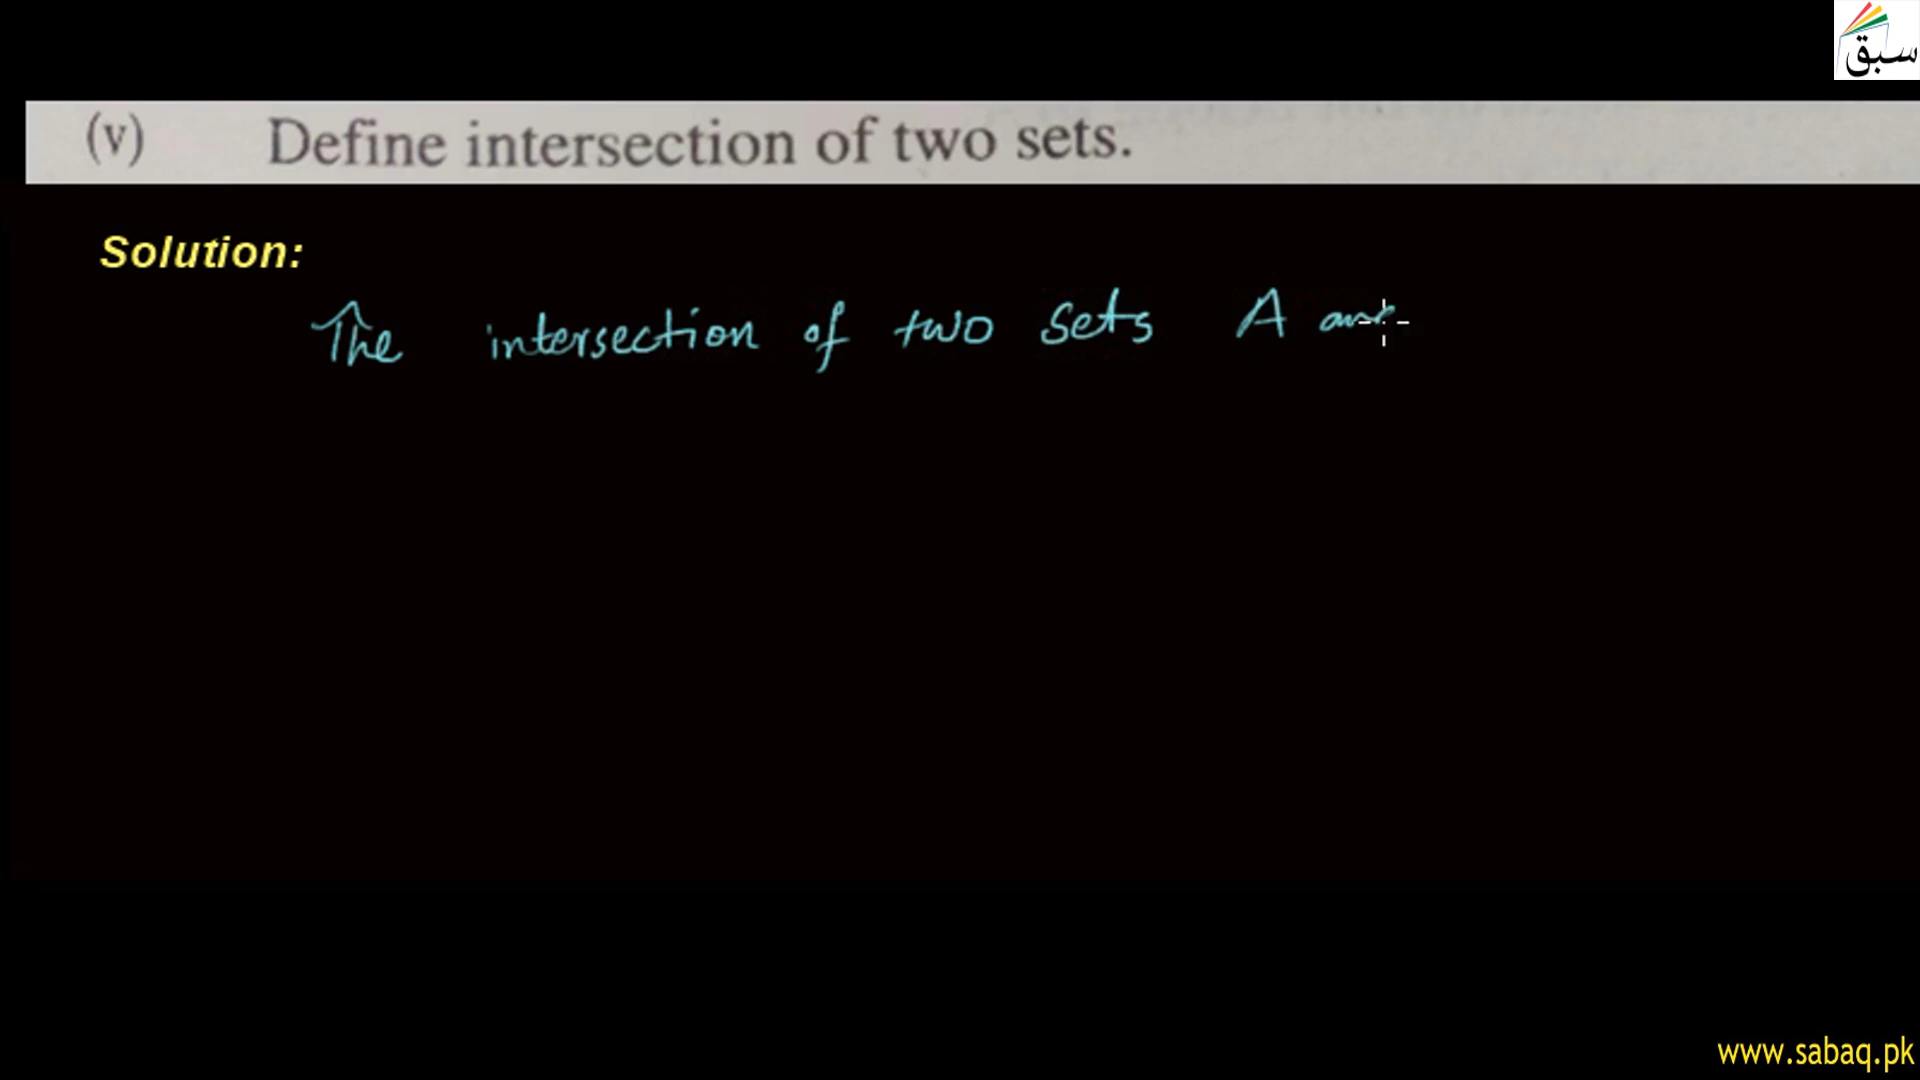 سبق
(v) Define intersection of two sets.
Solution:
The intersection of two sets A
www.sabaq.pk